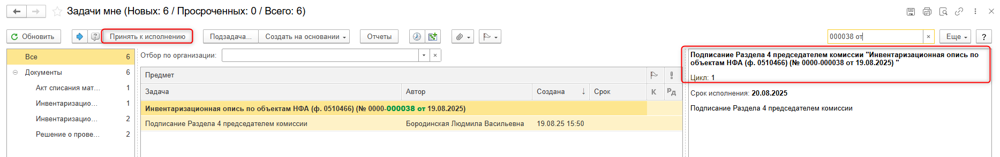 Задачи мне (Новых: 6 / Просроченных: 0 / Всего: 6)
Обновить
Принять к исполнению
Подзадача...
Создать на основании
Отчеты
000038 от
×
Еще
?
Все 6
Документы 6
Акт списания мат... 1
Инвентаризацио... 1
Инвентаризацио... 2
Решение о прове... 2
Отбор по организации:
Предмет
Задача Автор Создана ↓ Срок К РД
Инвентаризационная опись по объектам НФА (ф. 0510466) (№ 0000-000038 от 19.08.2025)
Подписание Раздела 4 председателем комиссии Бородинская Людмила Васильевна 19.08.25 15:50
Подписание Раздела 4 председателем комиссии "Инвентаризационная опись по
объектам НФА (ф. 0510466) (№ 0000-000038 от 19.08.2025) "
Цикл: 1
Срок исполнения: 20.08.2025
Подписание Раздела 4 председателем комиссии